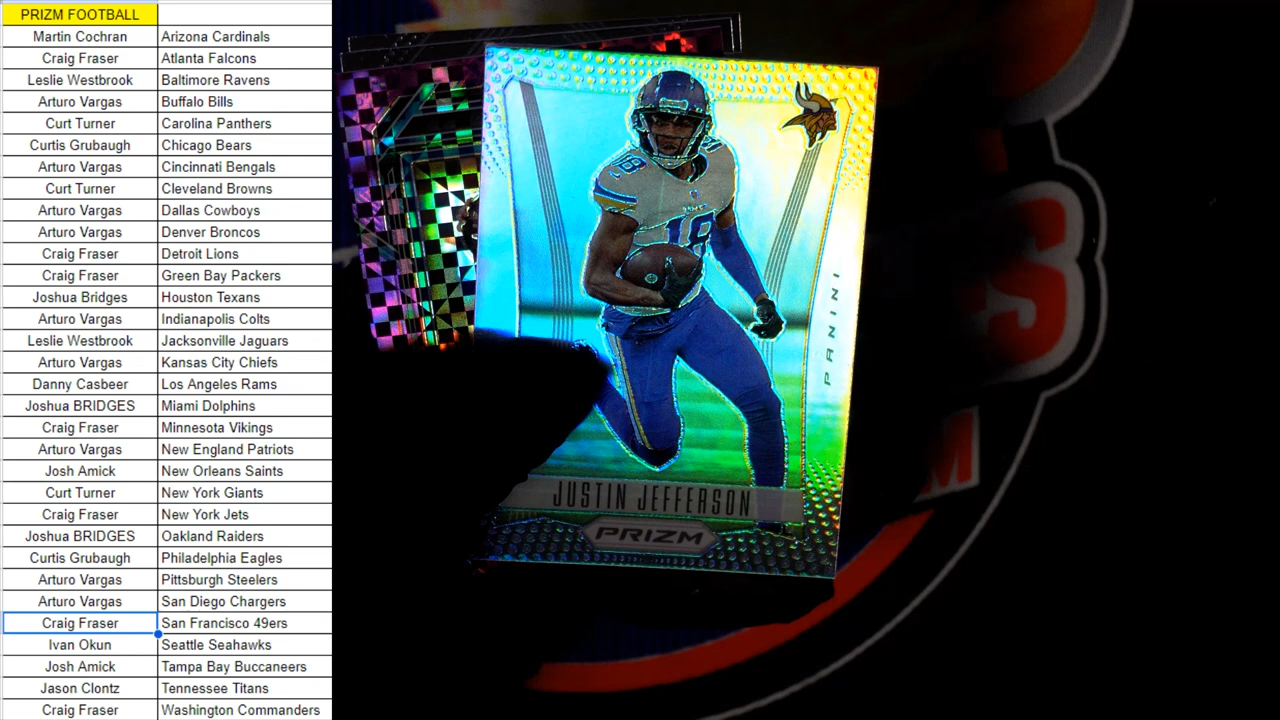 PRIZM FOOTBALL
Martin Cochran Arizona Cardinals
Craig Fraser Atlanta Falcons
Leslie Westbrook Baltimore Ravens
Arturo Vargas Buffalo Bills
Curt Turner Carolina Panthers
Curtis Grubaugh Chicago Bears
Arturo Vargas Cincinnati Bengals
Curt Turner Cleveland Browns
Arturo Vargas Dallas Cowboys
Arturo Vargas Denver Broncos
Craig Fraser Detroit Lions
Craig Fraser Green Bay Packers
Joshua Bridges Houston Texans
Arturo Vargas Indianapolis Colts
Leslie Westbrook Jacksonville Jaguars
Arturo Vargas Kansas City Chiefs
Danny Casbeer Los Angeles Rams
Joshua BRIDGES Miami Dolphins
Craig Fraser Minnesota Vikings
Arturo Vargas New England Patriots
Josh Amick New Orleans Saints
Curt Turner New York Giants
Craig Fraser New York Jets
Joshua BRIDGES Oakland Raiders
Curtis Grubaugh Philadelphia Eagles
Arturo Vargas Pittsburgh Steelers
Arturo Vargas San Diego Chargers
Craig Fraser San Francisco 49ers
Ivan Okun Seattle Seahawks
Josh Amick Tampa Bay Buccaneers
Jason Clontz Tennessee Titans
Craig Fraser Washington Commanders
18
18
PANINI
JUSTIN JEFFERSON
PRIZM